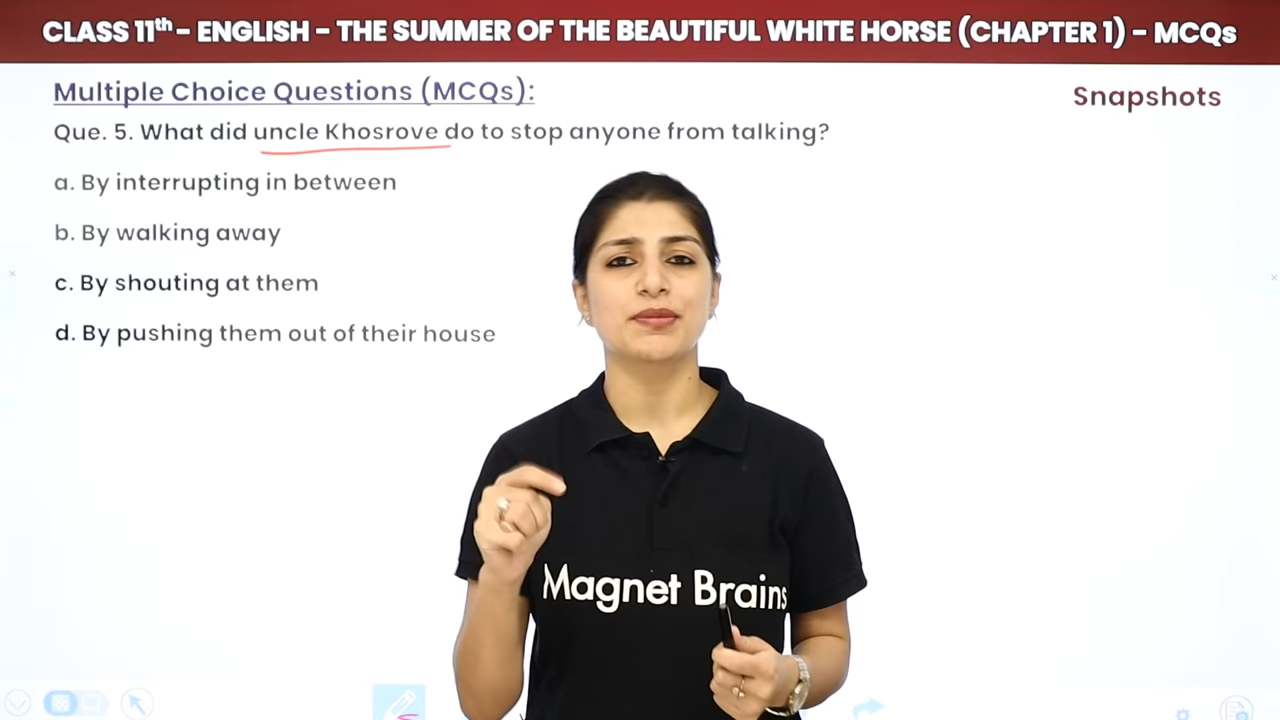 CLASS 11th - ENGLISH - THE SUMMER OF THE BEAUTIFUL WHITE HORSE (CHAPTER 1) - MCQs
Multiple Choice Questions (MCQs):
Snapshots
Que. 5. What did uncle Khosrove do to stop anyone from talking?
a. By interrupting in between
b. By walking away
c. By shouting at them
d. By pushing them out of their house
Magnet Brains